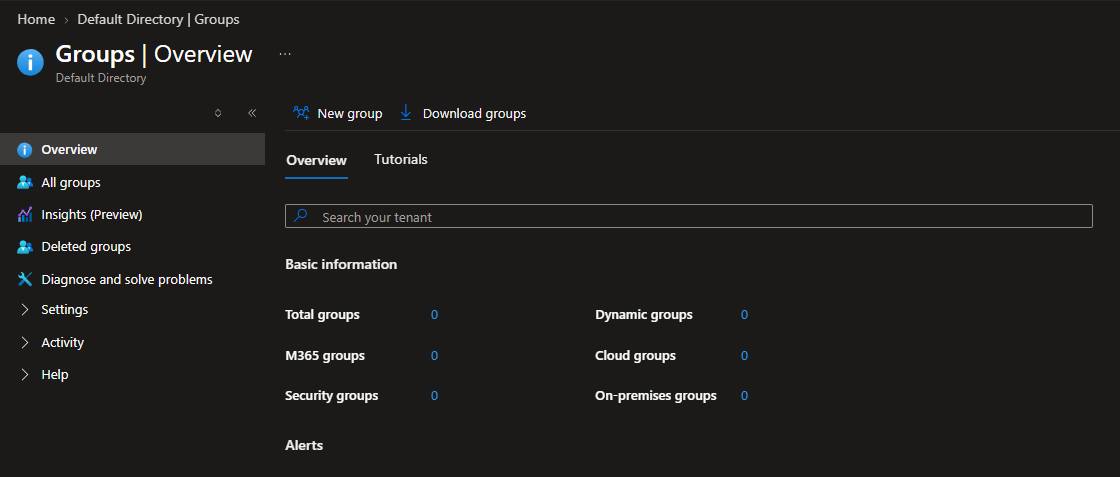 Home > Default Directory | Groups
Groups | Overview ...
Default Directory
Overview
All groups
Insights (Preview)
Deleted groups
Diagnose and solve problems
Settings
Activity
Help
New group Download groups
Overview Tutorials
Search your tenant
Basic information
Total groups 0 Dynamic groups 0
M365 groups 0 Cloud groups 0
Security groups 0 On-premises groups 0
Alerts